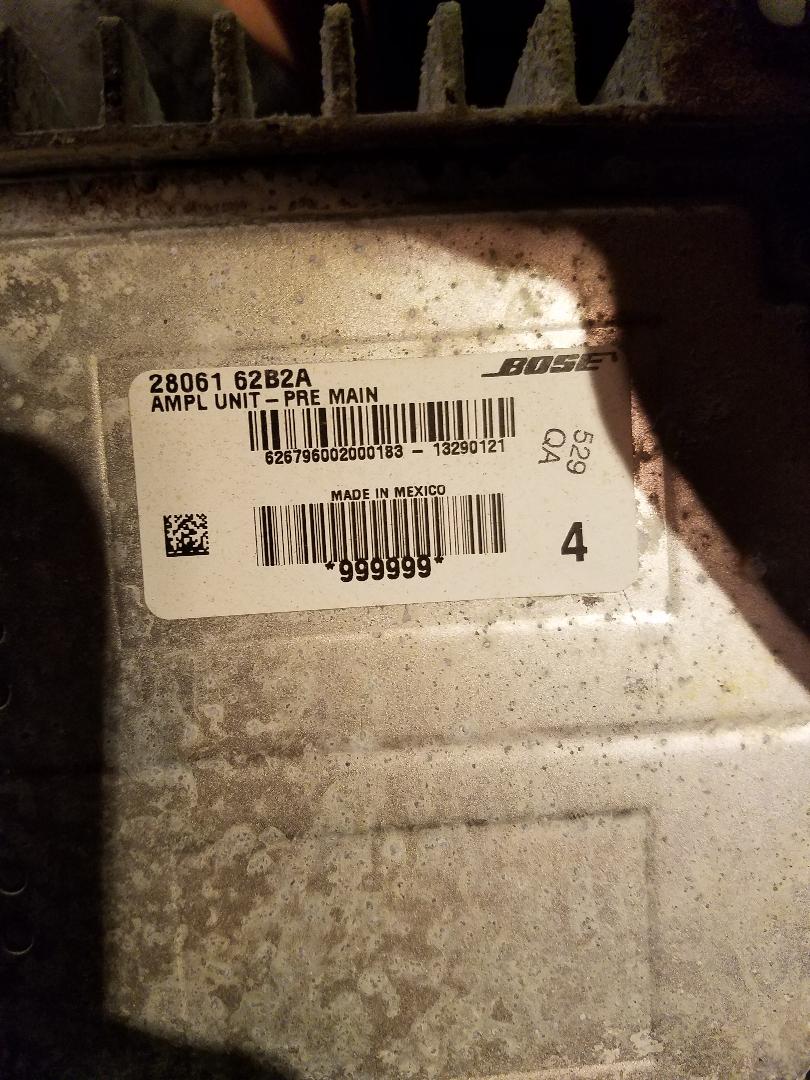 28061 62B2A
BOSE
AMPL UNIT – PRE MAIN
626796002000183 – 13290121
529
QA
MADE IN MEXICO
*999999*
4